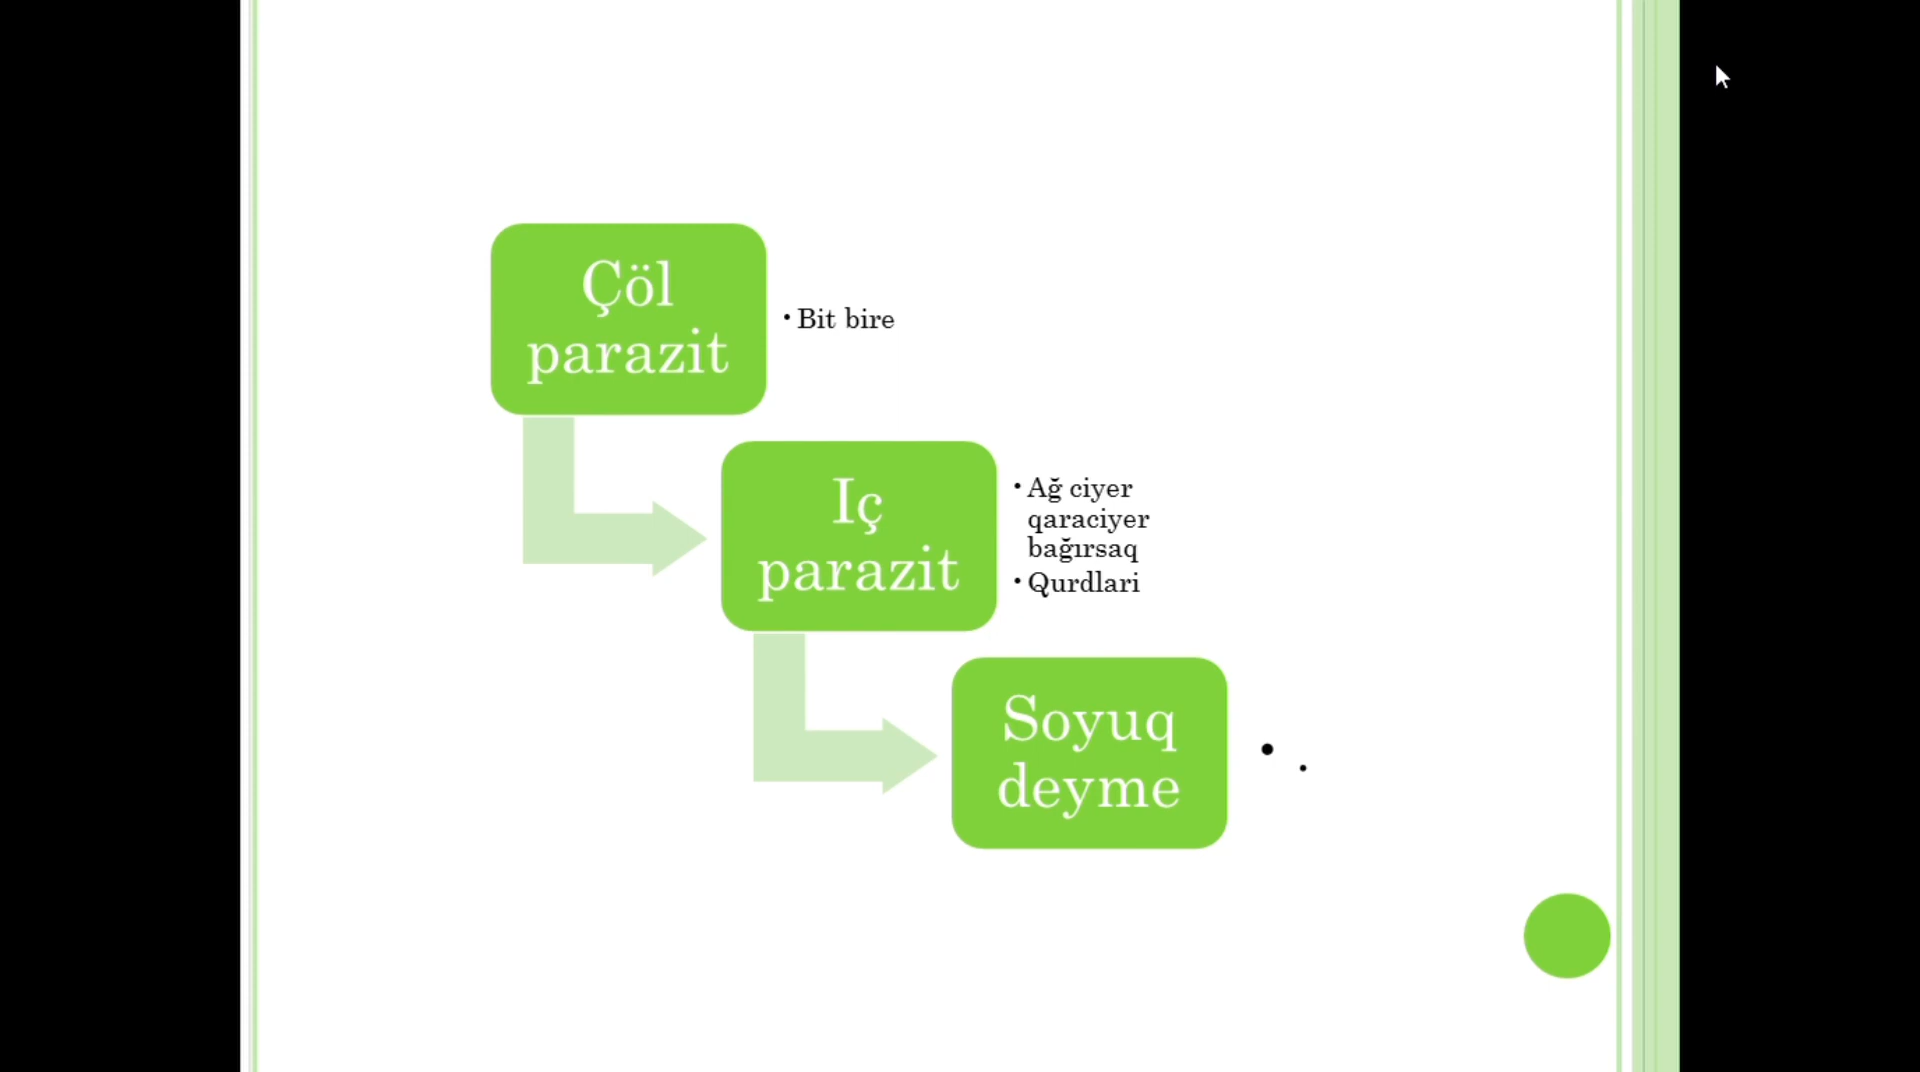 Çöl
parazit
• Bit bire
Iç
parazit
• Ağ ciyer
qaraciyer
bağırsaq
• Qurdlari
Soyuq
deyme
• .